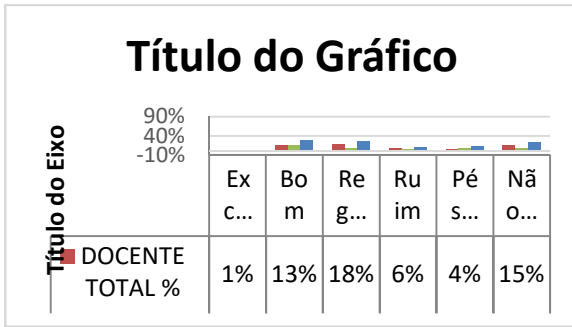 Título do Gráfico
Título do Eixo
90%
40%
-10%
Ex
c...
Bo
m
Re
g...
Ru
im
Pé
s...
Nã
o...
DOCENTE
TOTAL %
1% 13% 18% 6% 4% 15%